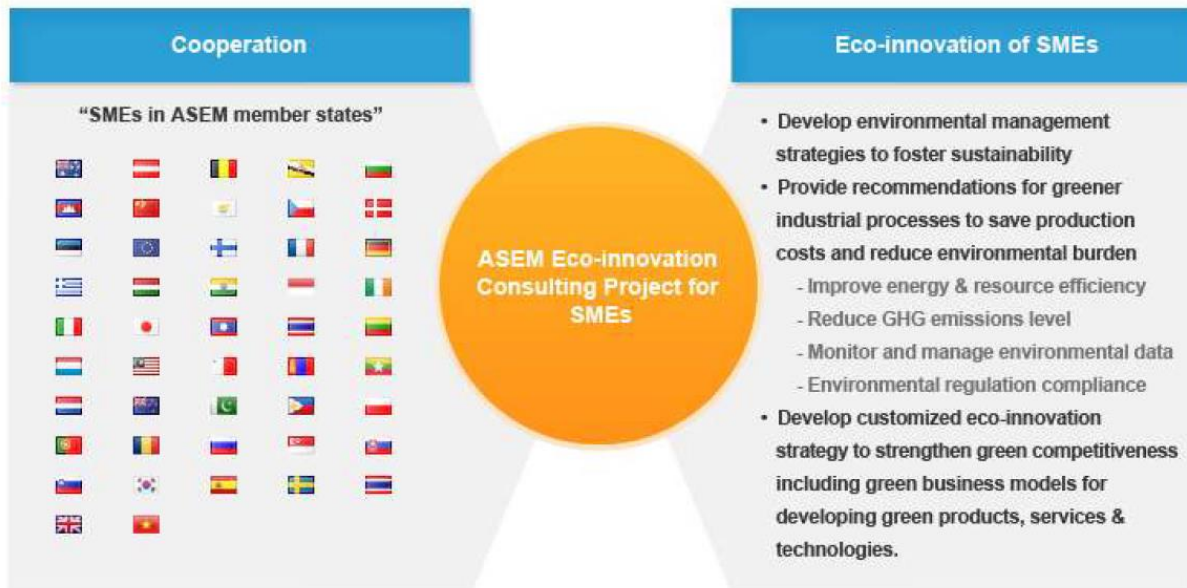 Cooperation
"SMEs in ASEM member states"
ASEM Eco-innovation
Consulting Project for
SMEs
Eco-innovation of SMEs
• Develop environmental management
strategies to foster sustainability
• Provide recommendations for greener
industrial processes to save production
costs and reduce environmental burden
- Improve energy & resource efficiency
- Reduce GHG emissions level
- Monitor and manage environmental data
- Environmental regulation compliance
• Develop customized eco-innovation
strategy to strengthen green competitiveness
including green business models for
developing green products, services &
technologies.